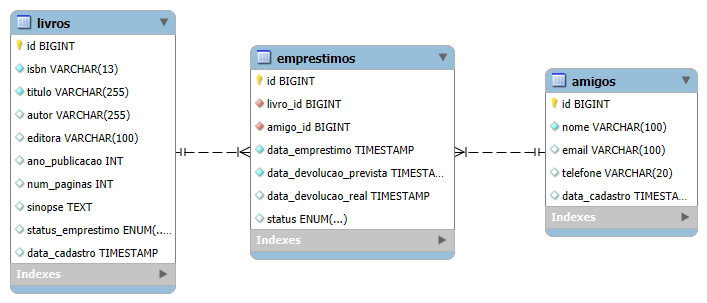 livros
id BIGINT
isbn VARCHAR(13)
titulo VARCHAR(255)
autor VARCHAR(255)
editora VARCHAR(100)
ano_publicacao INT
num_paginas INT
sinopse TEXT
status_emprestimo ENUM(...
data_cadastro TIMESTAMP
Indexes
emprestimos
id BIGINT
livro_id BIGINT
amigo_id BIGINT
data_emprestimo TIMESTAMP
data_devolucao_prevista TIMESTA...
data_devolucao_real TIMESTAMP
status ENUM(...)
Indexes
amigos
id BIGINT
nome VARCHAR(100)
email VARCHAR(100)
telefone VARCHAR(20)
data_cadastro TIMESTA...
Indexes